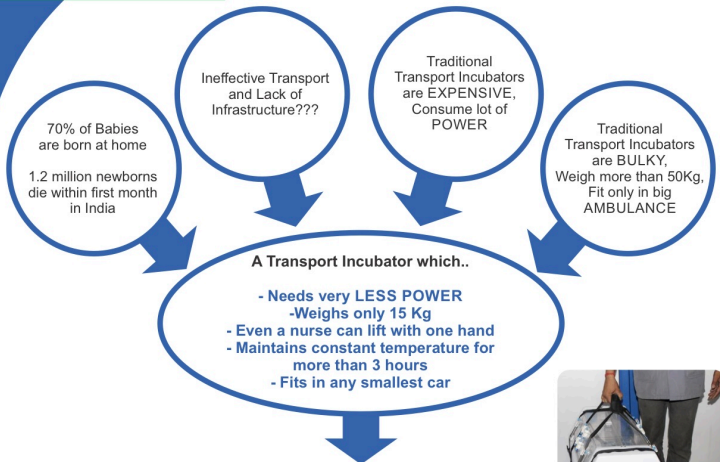 70% of Babies
are born at home
1.2 million newborns
die within first month
in India
Ineffective Transport
and Lack of
Infrastructure???
Traditional
Transport Incubators
are EXPENSIVE,
Consume lot of
POWER
Traditional
Transport Incubators
are BULKY,
Weigh more than 50Kg,
Fit only in big
AMBULANCE
A Transport Incubator which..
- Needs very LESS POWER
-Weighs only 15 Kg
- Even a nurse can lift with one hand
- Maintains constant temperature for
more than 3 hours
- Fits in any smallest car